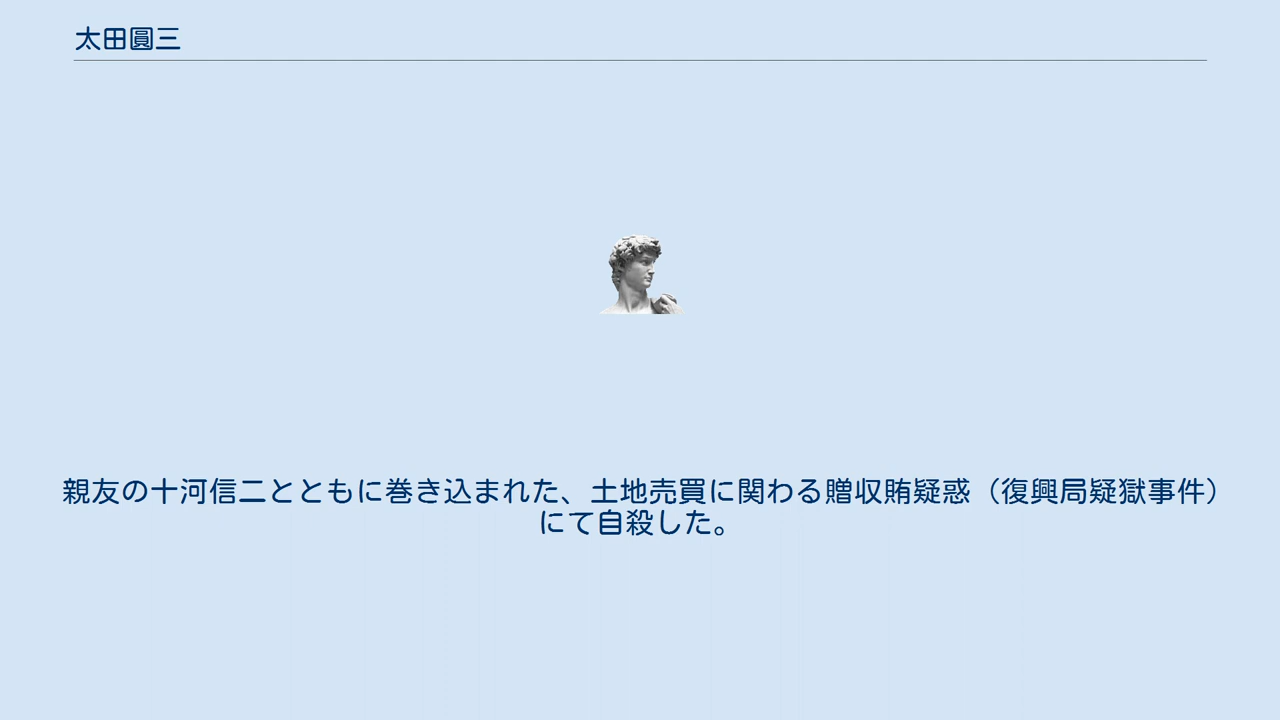 太田圓三
親友の十河信二とともに巻き込まれた、土地売買に関わる贈収賄疑惑（復興局疑獄事件）
にて自殺した。